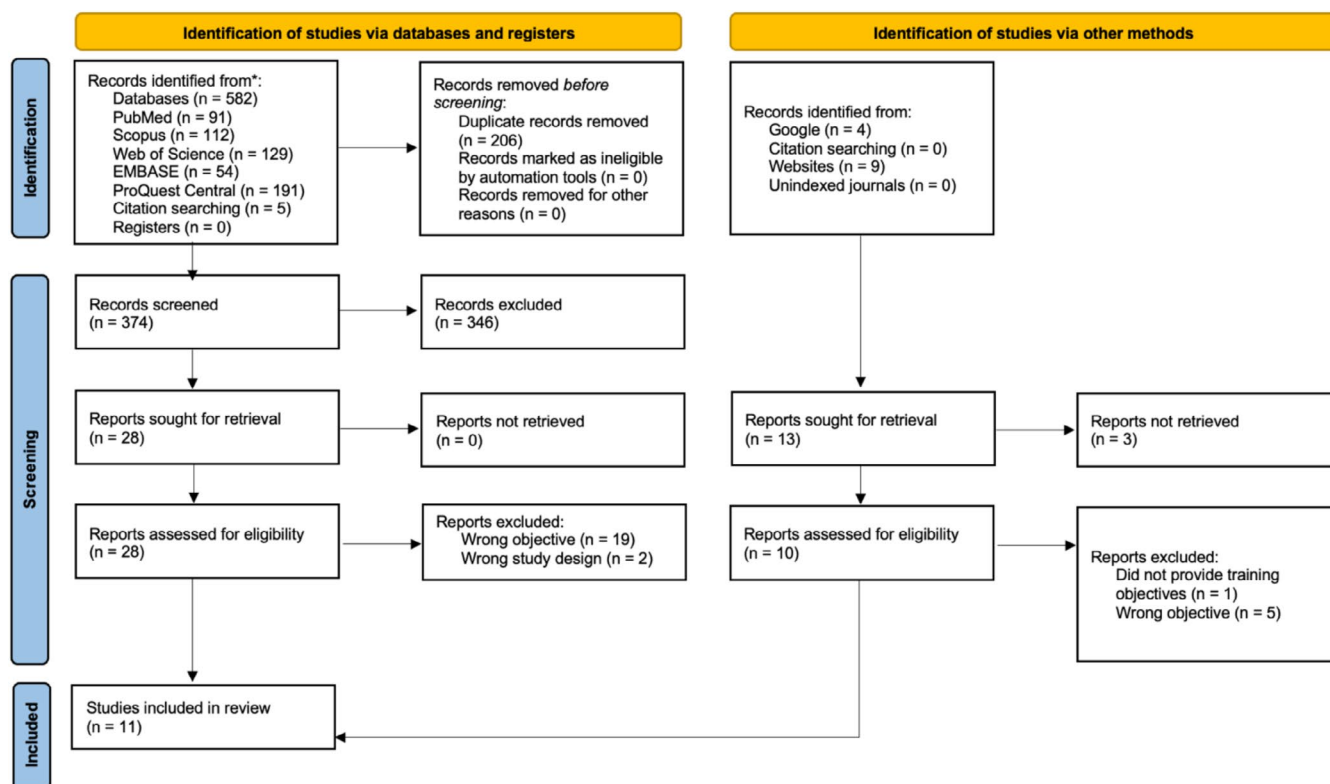 Identification of studies via databases and registers
Identification of studies via other methods
Identification
Records identified from*:
Databases (n = 582)
PubMed (n = 91)
Scopus (n = 112)
Web of Science (n = 129)
EMBASE (n = 54)
ProQuest Central (n = 191)
Citation searching (n = 5)
Registers (n = 0)
Records removed before
screening:
Duplicate records removed
(n = 206)
Records marked as ineligible
by automation tools (n = 0)
Records removed for other
reasons (n = 0)
Records identified from:
Google (n = 4)
Citation searching (n = 0)
Websites (n = 9)
Unindexed journals (n = 0)
Screening
Records screened
(n = 374)
Records excluded
(n = 346)
Reports sought for retrieval
(n = 28)
Reports not retrieved
(n = 0)
Reports sought for retrieval
(n = 13)
Reports not retrieved
(n = 3)
Reports assessed for eligibility
(n = 28)
Reports excluded:
Wrong objective (n = 19)
Wrong study design (n = 2)
Reports assessed for eligibility
(n = 10)
Reports excluded:
Did not provide training
objectives (n = 1)
Wrong objective (n = 5)
Included
Studies included in review
(n = 11)